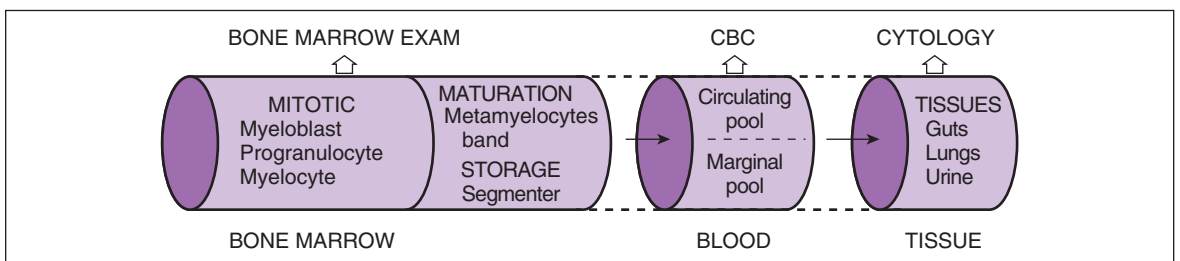 BONE MARROW EXAM
CBC
CYTOLOGY
MITOTIC
Myeloblast
Progranulocyte
Myelocyte
MATURATION
Metamyelocytes
band
STORAGE
Segmenter
Circulating
pool
Marginal
pool
TISSUES
Guts
Lungs
Urine
BONE MARROW
BLOOD
TISSUE